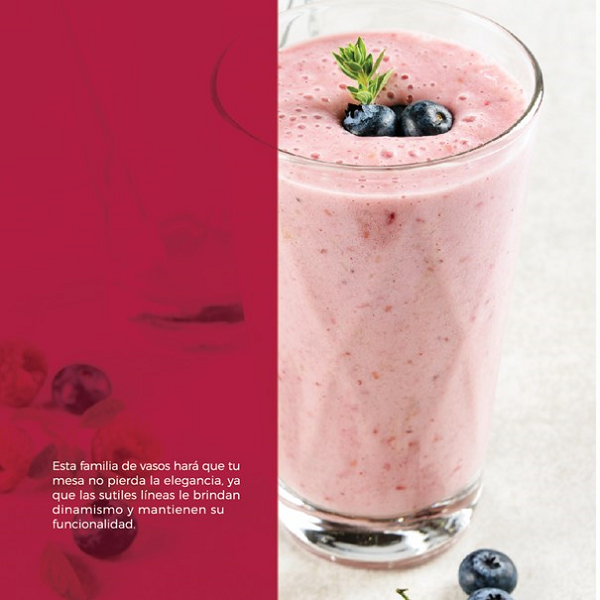 Esta familia de vasos hará que tu
mesa no pierda la elegancia, ya
que las sutiles líneas le brindan
dinamismo y mantienen su
funcionalidad.